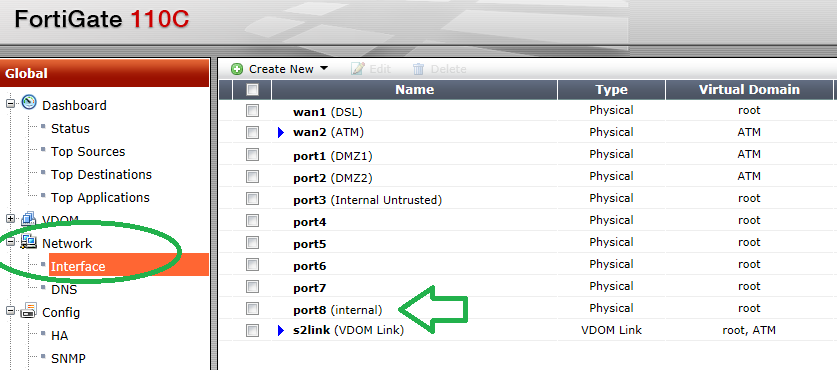 FortiGate 110C
Global
Dashboard
Status
Top Sources
Top Destinations
Top Applications
VDOM
Network
Interface
DNS
Config
HA
SNMP
Create New Edit Delete
Name Type Virtual Domain
wan1 (DSL) Physical root
wan2 (ATM) Physical ATM
port1 (DMZ1) Physical ATM
port2 (DMZ2) Physical ATM
port3 (Internal Untrusted) Physical root
port4 Physical root
port5 Physical root
port6 Physical root
port7 Physical root
port8 (internal) Physical root
s2link (VDOM Link) VDOM Link root, ATM